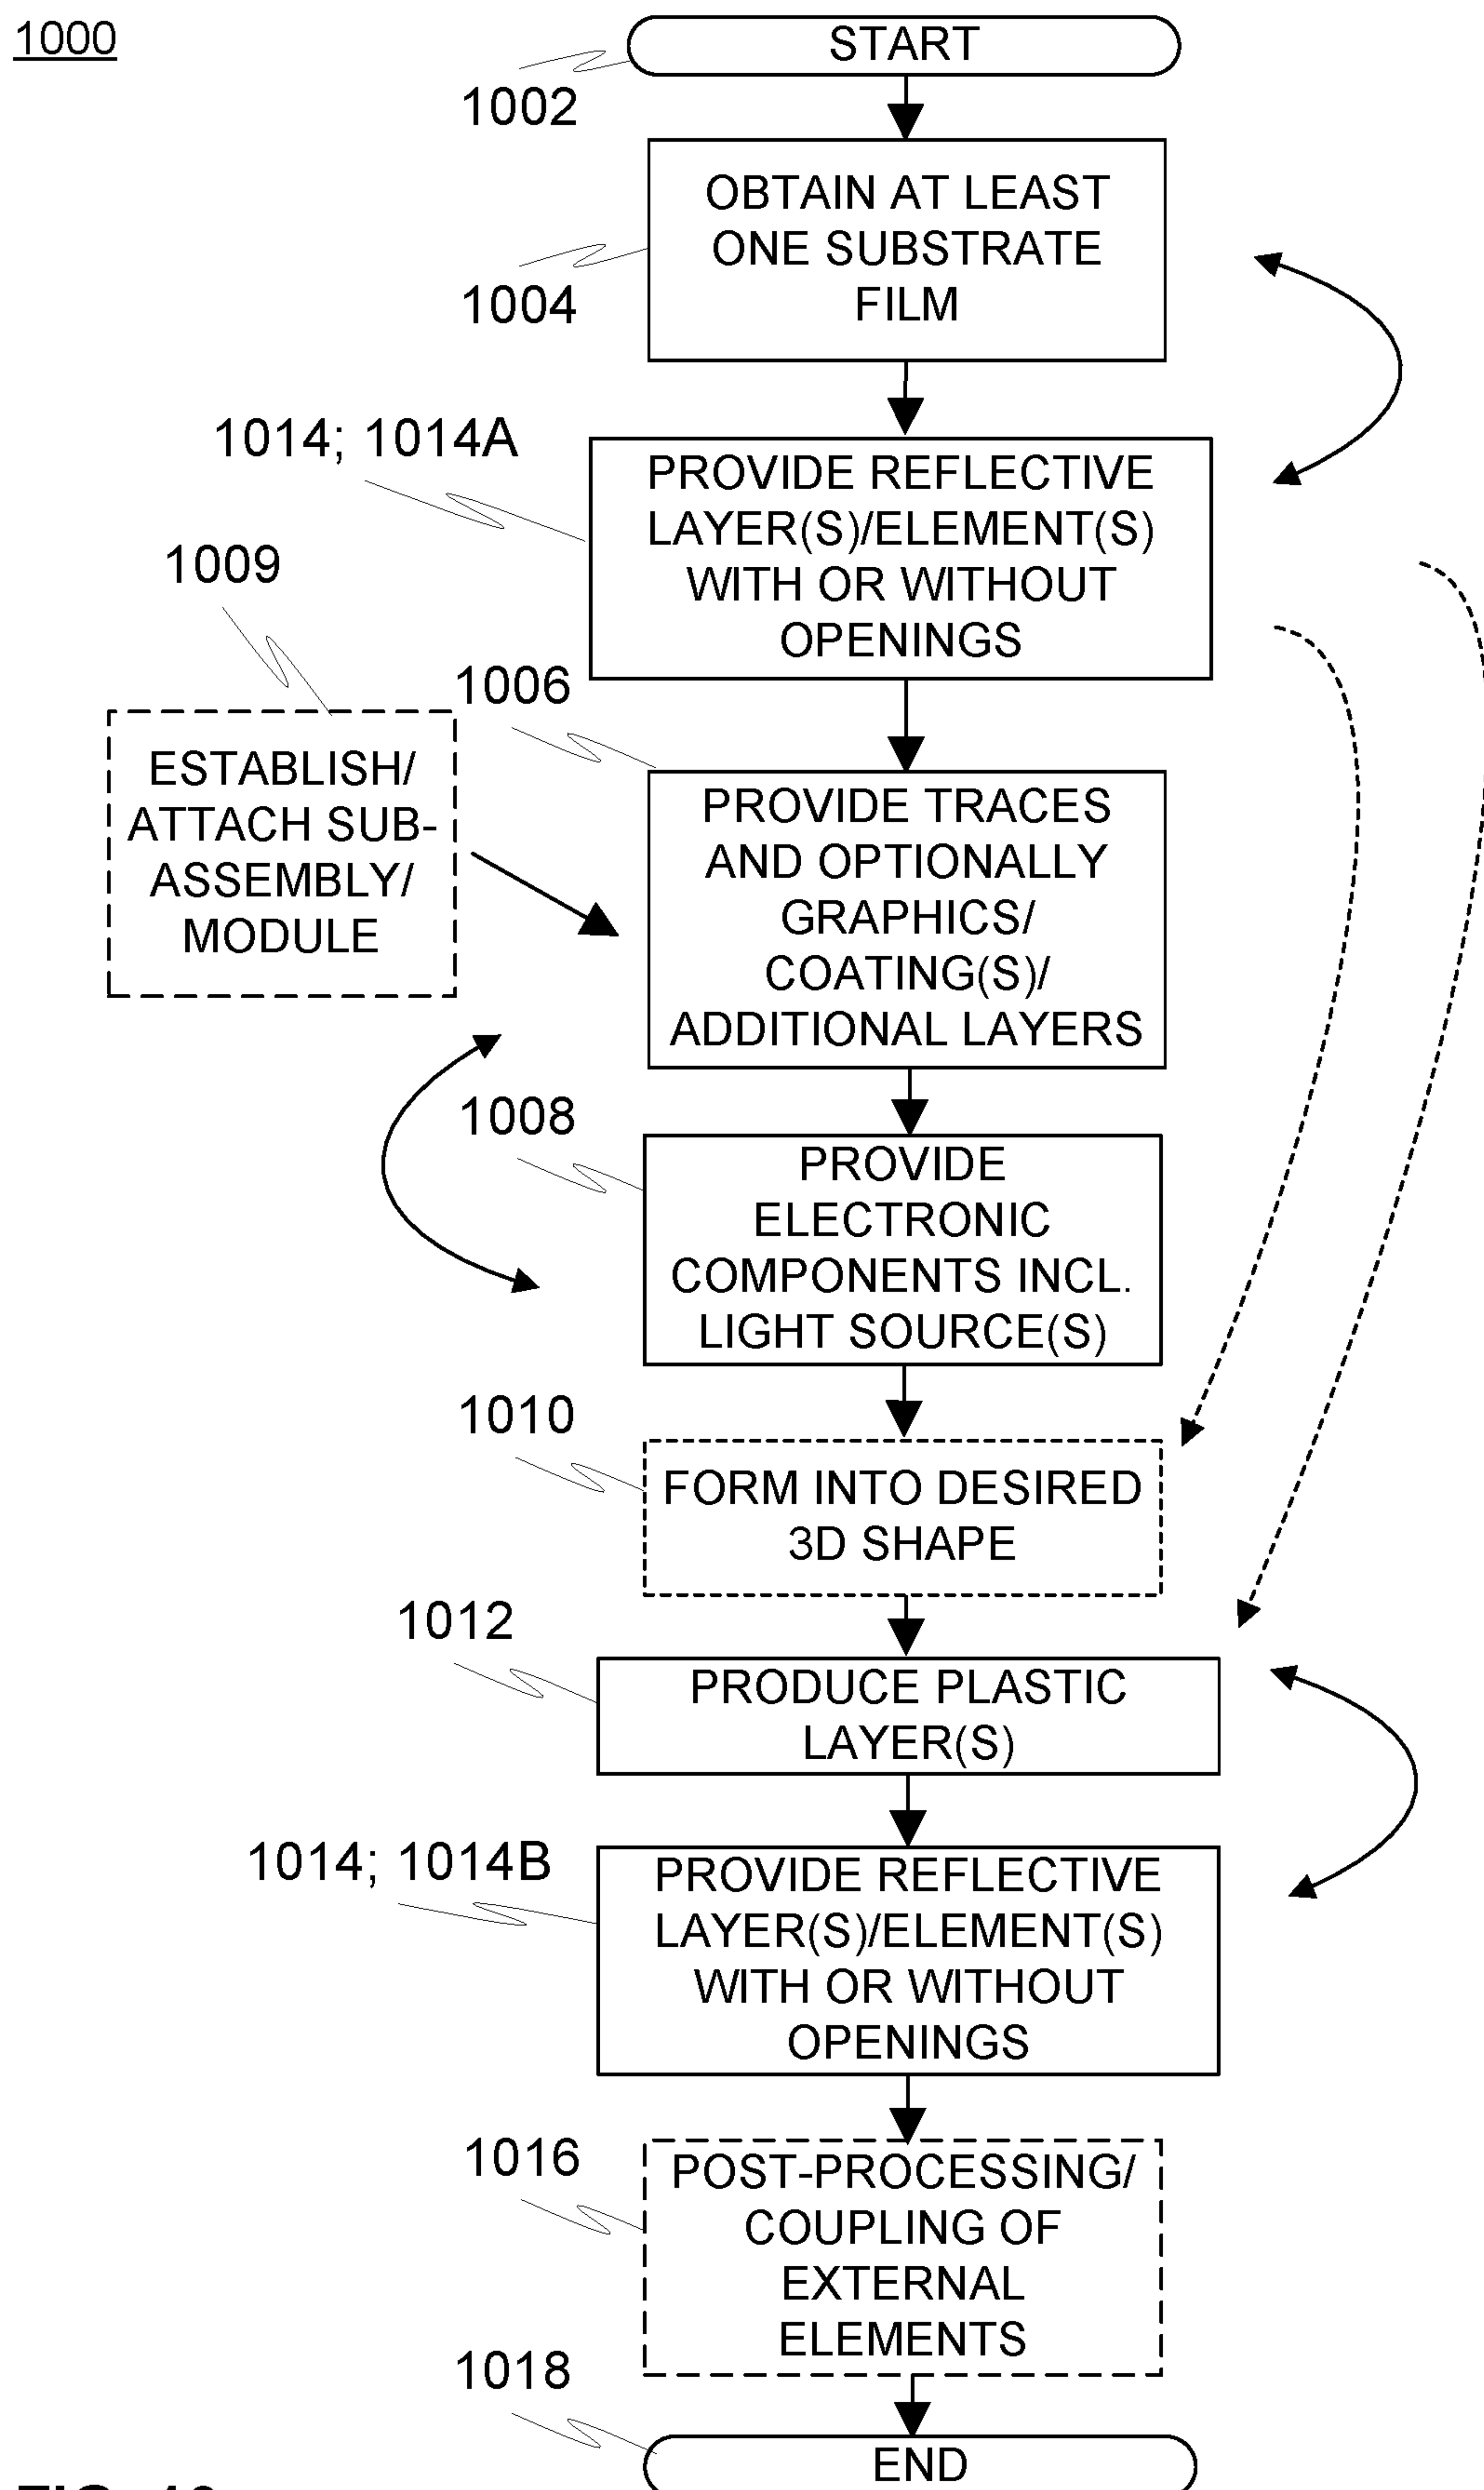 1000
START
1002
OBTAIN AT LEAST
ONE SUBSTRATE
FILM
1004
1014; 1014A
PROVIDE REFLECTIVE
LAYER(S)/ELEMENT(S)
WITH OR WITHOUT
OPENINGS
1009
ESTABLISH/
ATTACH SUB-
ASSEMBLY/
MODULE
1006
PROVIDE TRACES
AND OPTIONALLY
GRAPHICS/
COATING(S)/
ADDITIONAL LAYERS
1008
PROVIDE
ELECTRONIC
COMPONENTS INCL.
LIGHT SOURCE(S)
1010
FORM INTO DESIRED
3D SHAPE
1012
PRODUCE PLASTIC
LAYER(S)
1014; 1014B
PROVIDE REFLECTIVE
LAYER(S)/ELEMENT(S)
WITH OR WITHOUT
OPENINGS
1016
POST-PROCESSING/
COUPLING OF
EXTERNAL
ELEMENTS
1018
END